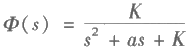 Φ(s) = K / (s² + as + K)